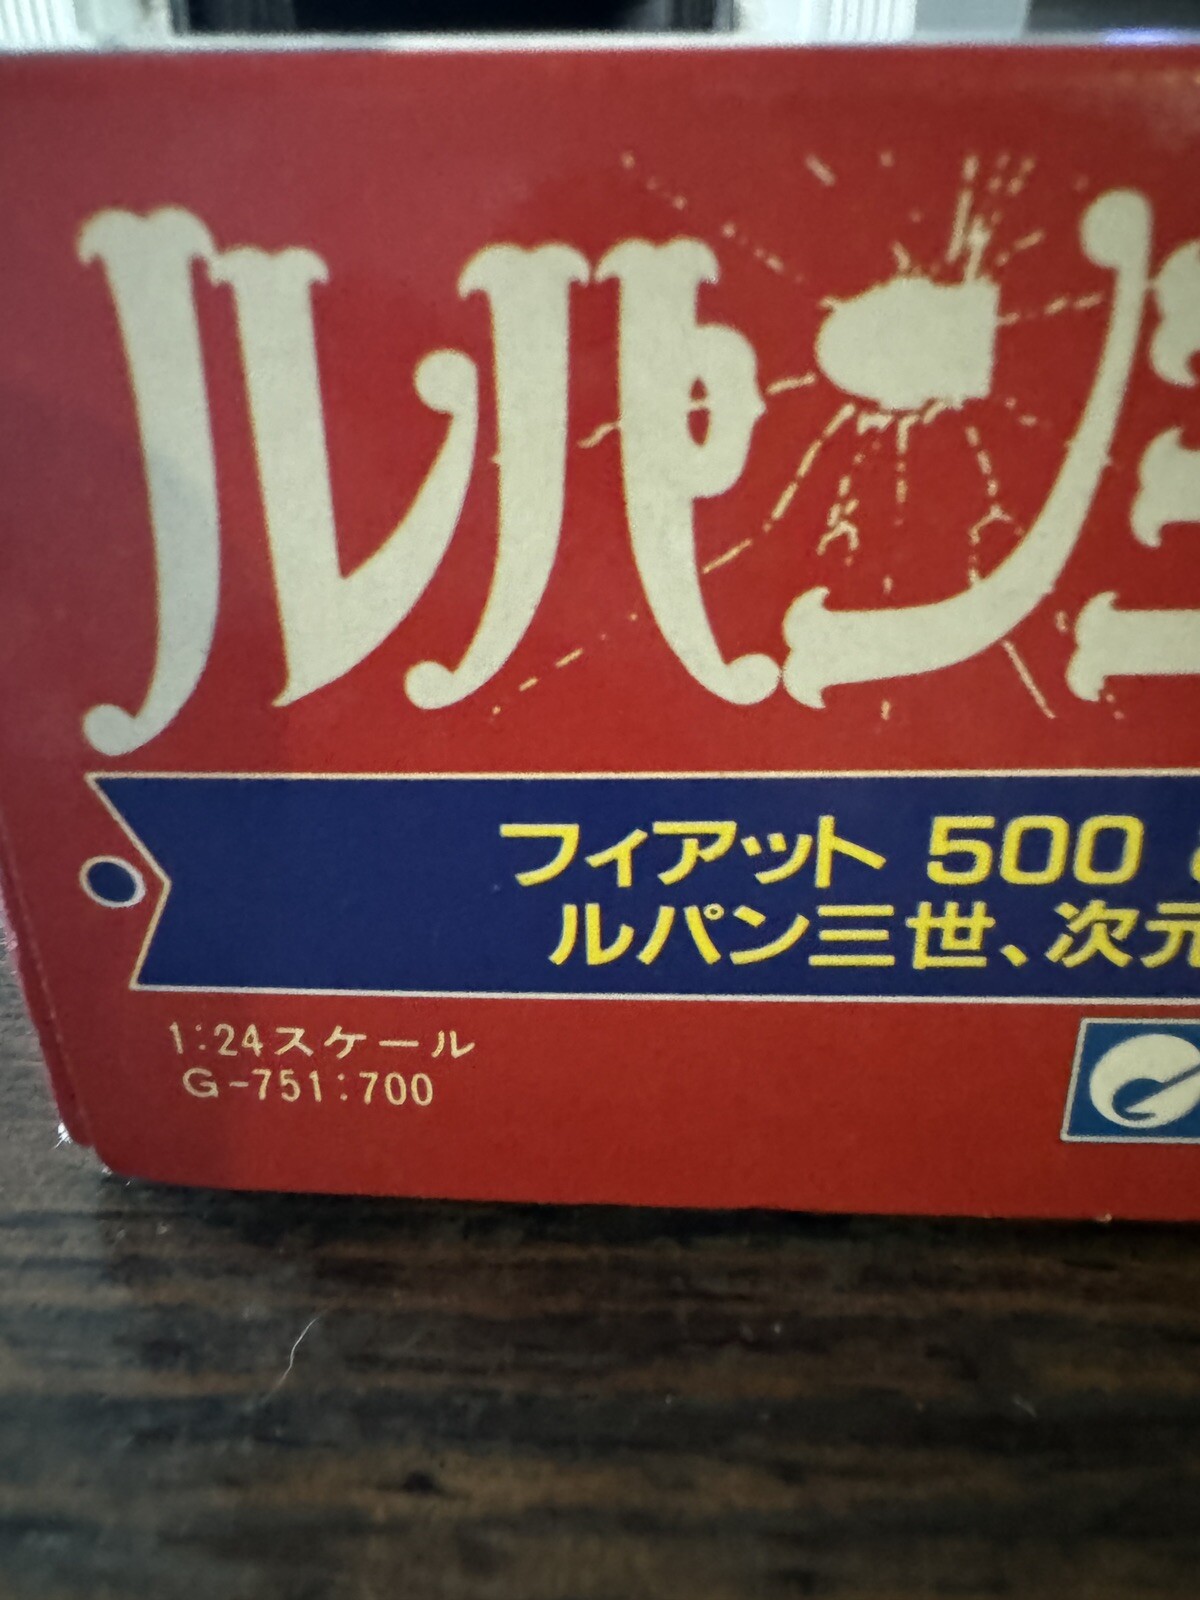 ルパン三
フィアット 500
ルパン三世、次元
1:24スケール
G-751:700